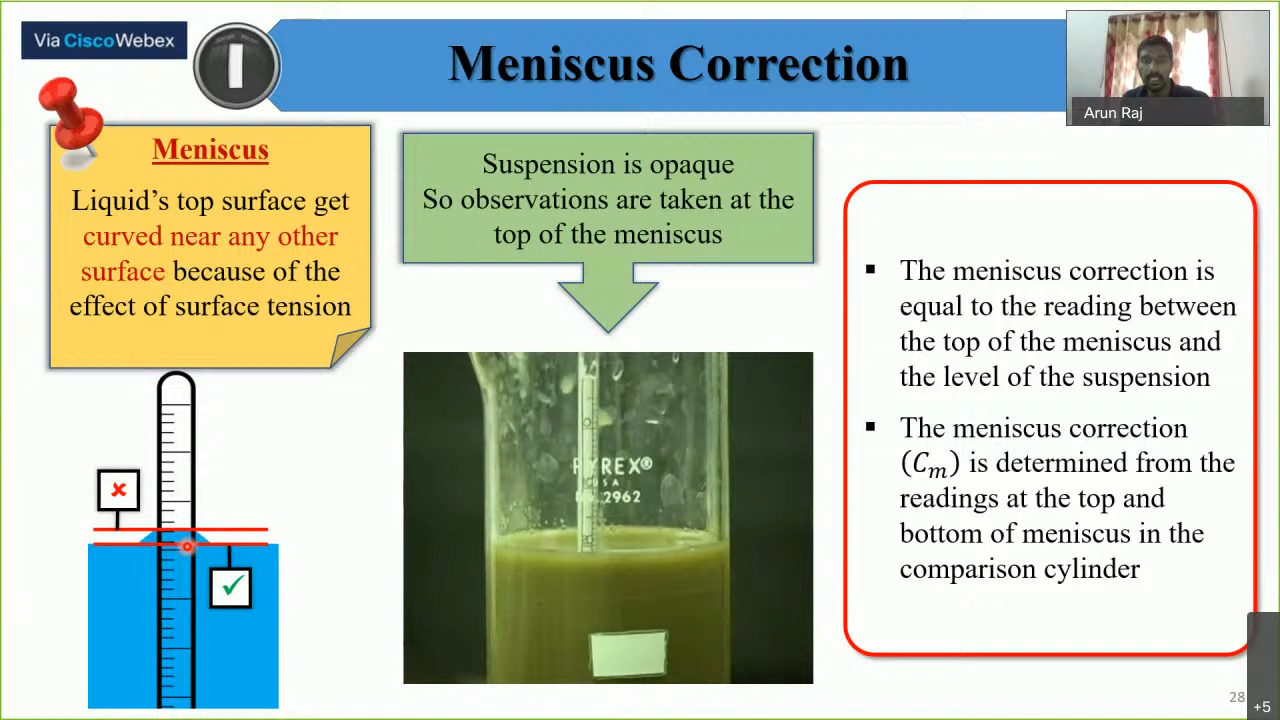 Via CiscoWebex
I
Meniscus Correction
Arun Raj
Meniscus
Liquid’s top surface get
curved near any other
surface because of the
effect of surface tension
Suspension is opaque
So observations are taken at the
top of the meniscus
PYREX®
USA
2962
▪ The meniscus correction is
equal to the reading between
the top of the meniscus and
the level of the suspension
▪ The meniscus correction
(𝐶𝑚) is determined from the
readings at the top and
bottom of meniscus in the
comparison cylinder
28
+5